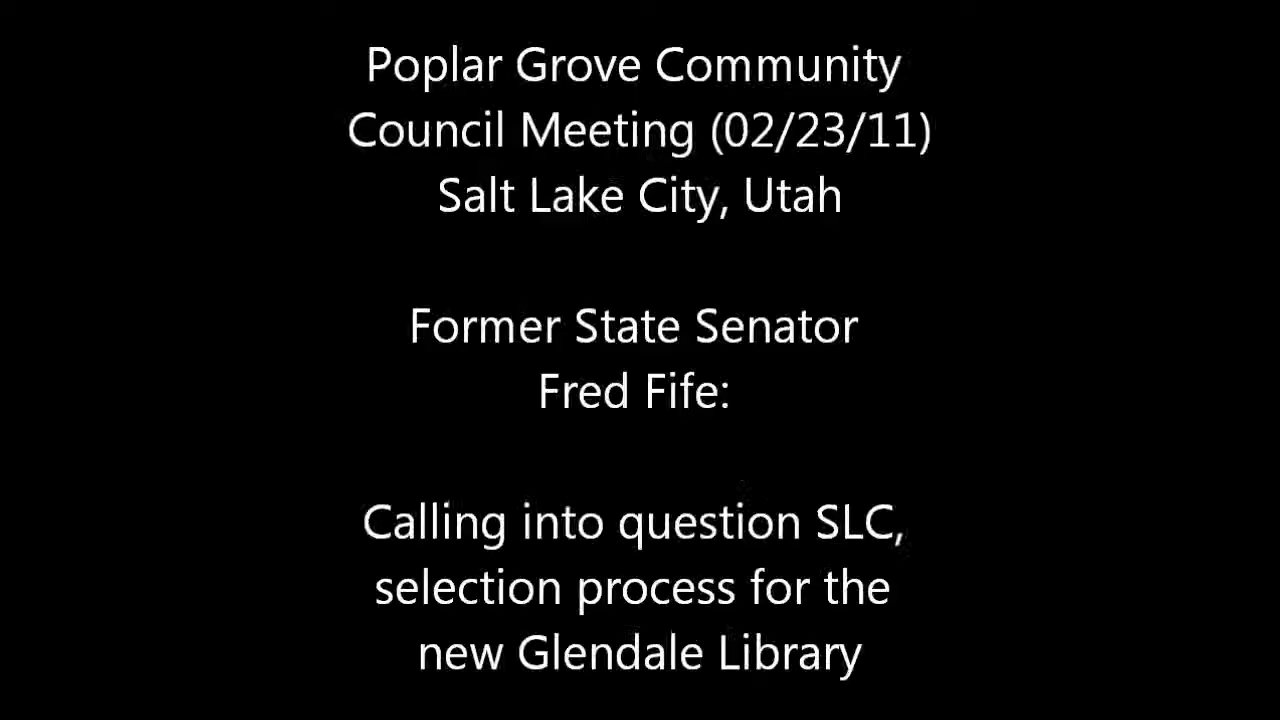 Poplar Grove Community
Council Meeting (02/23/11)
Salt Lake City, Utah
Former State Senator
Fred Fife:
Calling into question SLC,
selection process for the
new Glendale Library